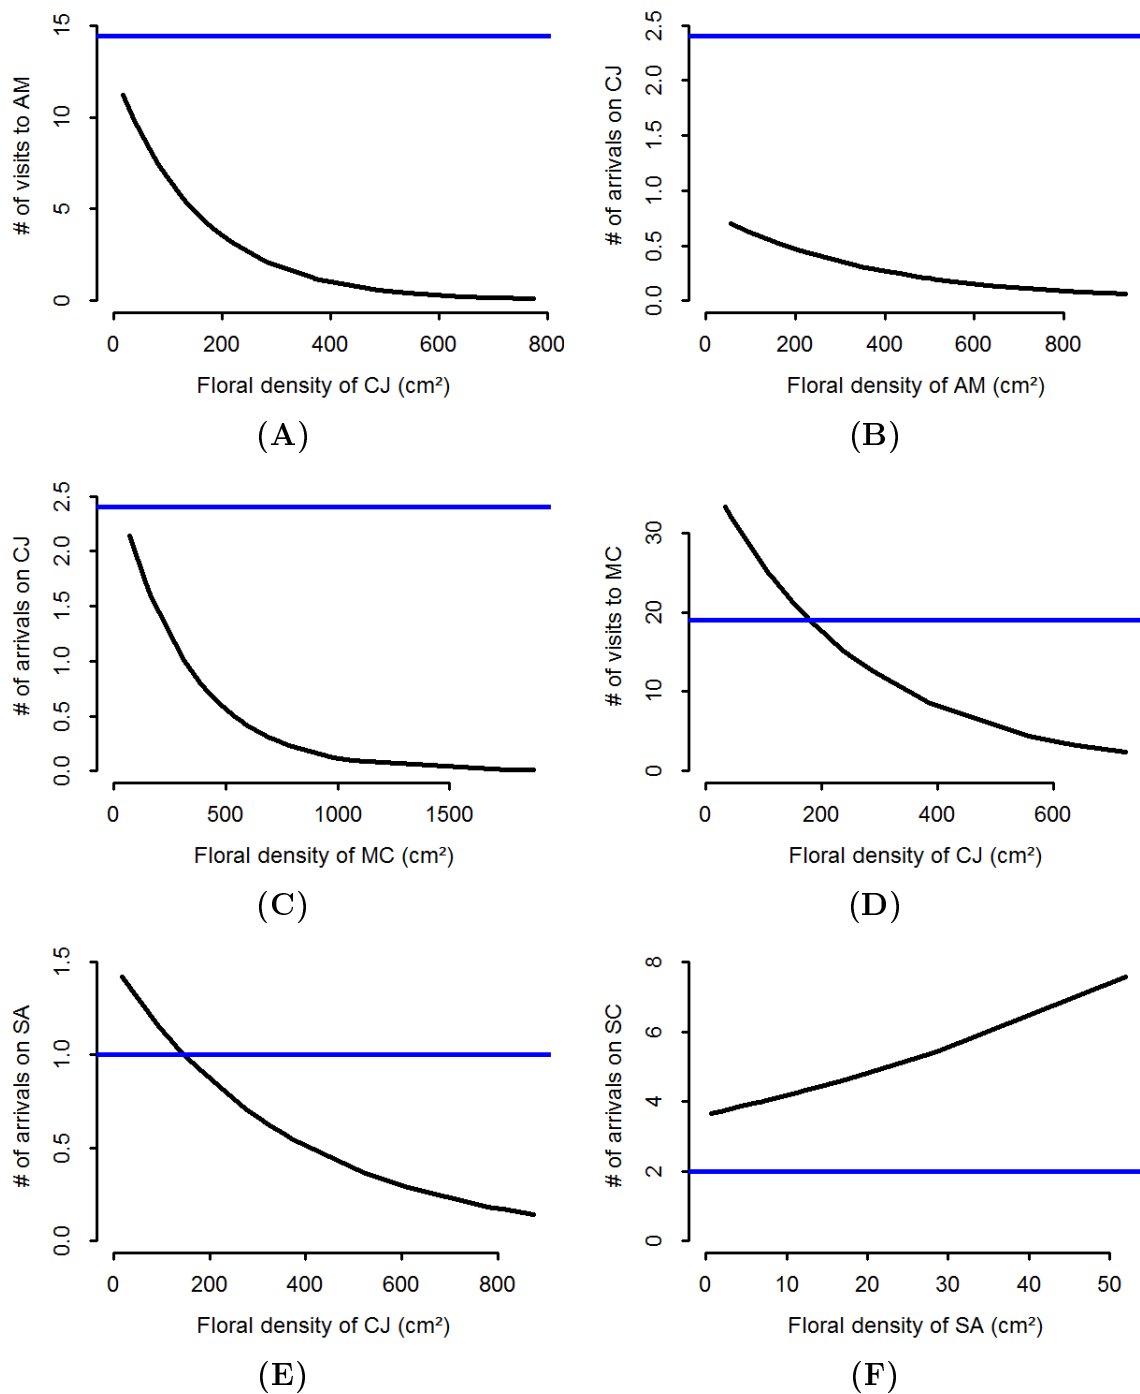 # of visits to AM
0 5 10 15
0 200 400 600 800
Floral density of CJ (cm²)
(A)
# of arrivals on CJ
0.0 0.5 1.0 1.5 2.0 2.5
0 200 400 600 800
Floral density of AM (cm²)
(B)
# of arrivals on CJ
0.0 0.5 1.0 1.5 2.0 2.5
0 500 1000 1500
Floral density of MC (cm²)
(C)
# of visits to MC
0 10 20 30
0 200 400 600
Floral density of CJ (cm²)
(D)
# of arrivals on SA
0.0 0.5 1.0 1.5
0 200 400 600 800
Floral density of CJ (cm²)
(E)
# of arrivals on SC
0 2 4 6 8
0 10 20 30 40 50
Floral density of SA (cm²)
(F)